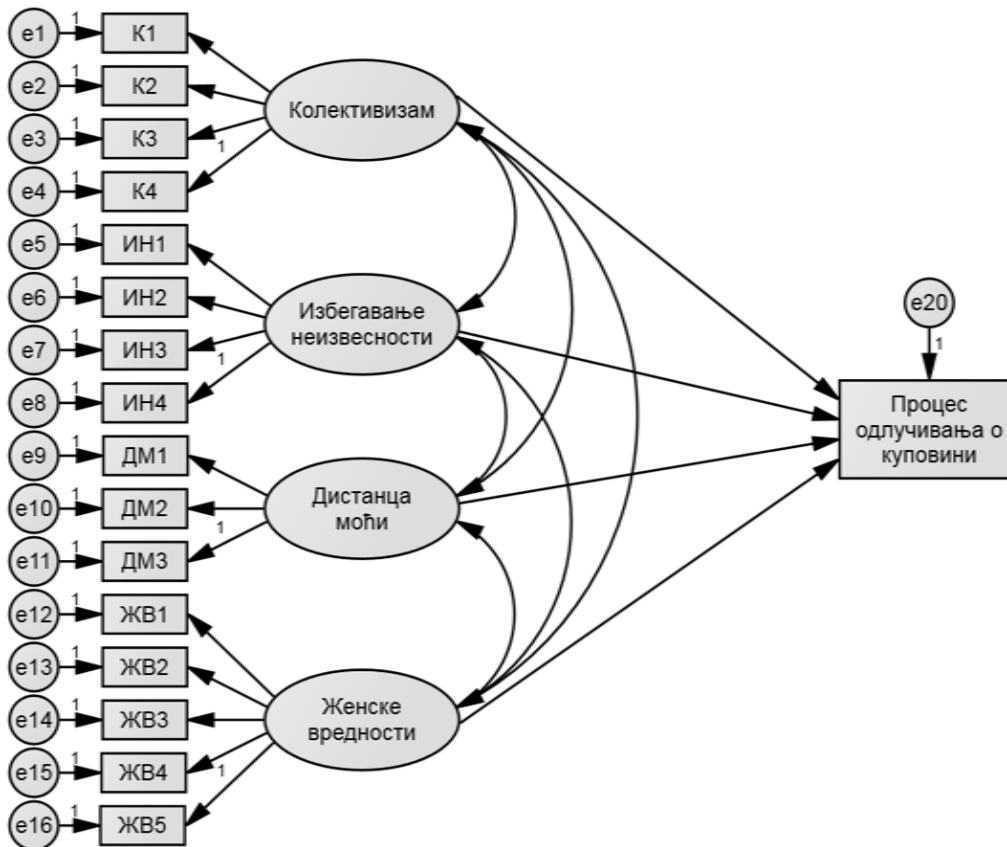 e1 1 К1
e2 1 К2
e3 1 К3
e4 1 К4
1
Колективизам
e5 1 ИН1
e6 1 ИН2
e7 1 ИН3
e8 1 ИН4
1
Избегавање
неизвесности
e9 1 ДМ1
e10 1 ДМ2
e11 1 ДМ3
1
Дистанца
моћи
e12 1 ЖВ1
e13 1 ЖВ2
e14 1 ЖВ3
e15 1 ЖВ4
e16 1 ЖВ5
1
Женске
вредности
e20
1
Процес
одлучивања о
куповини